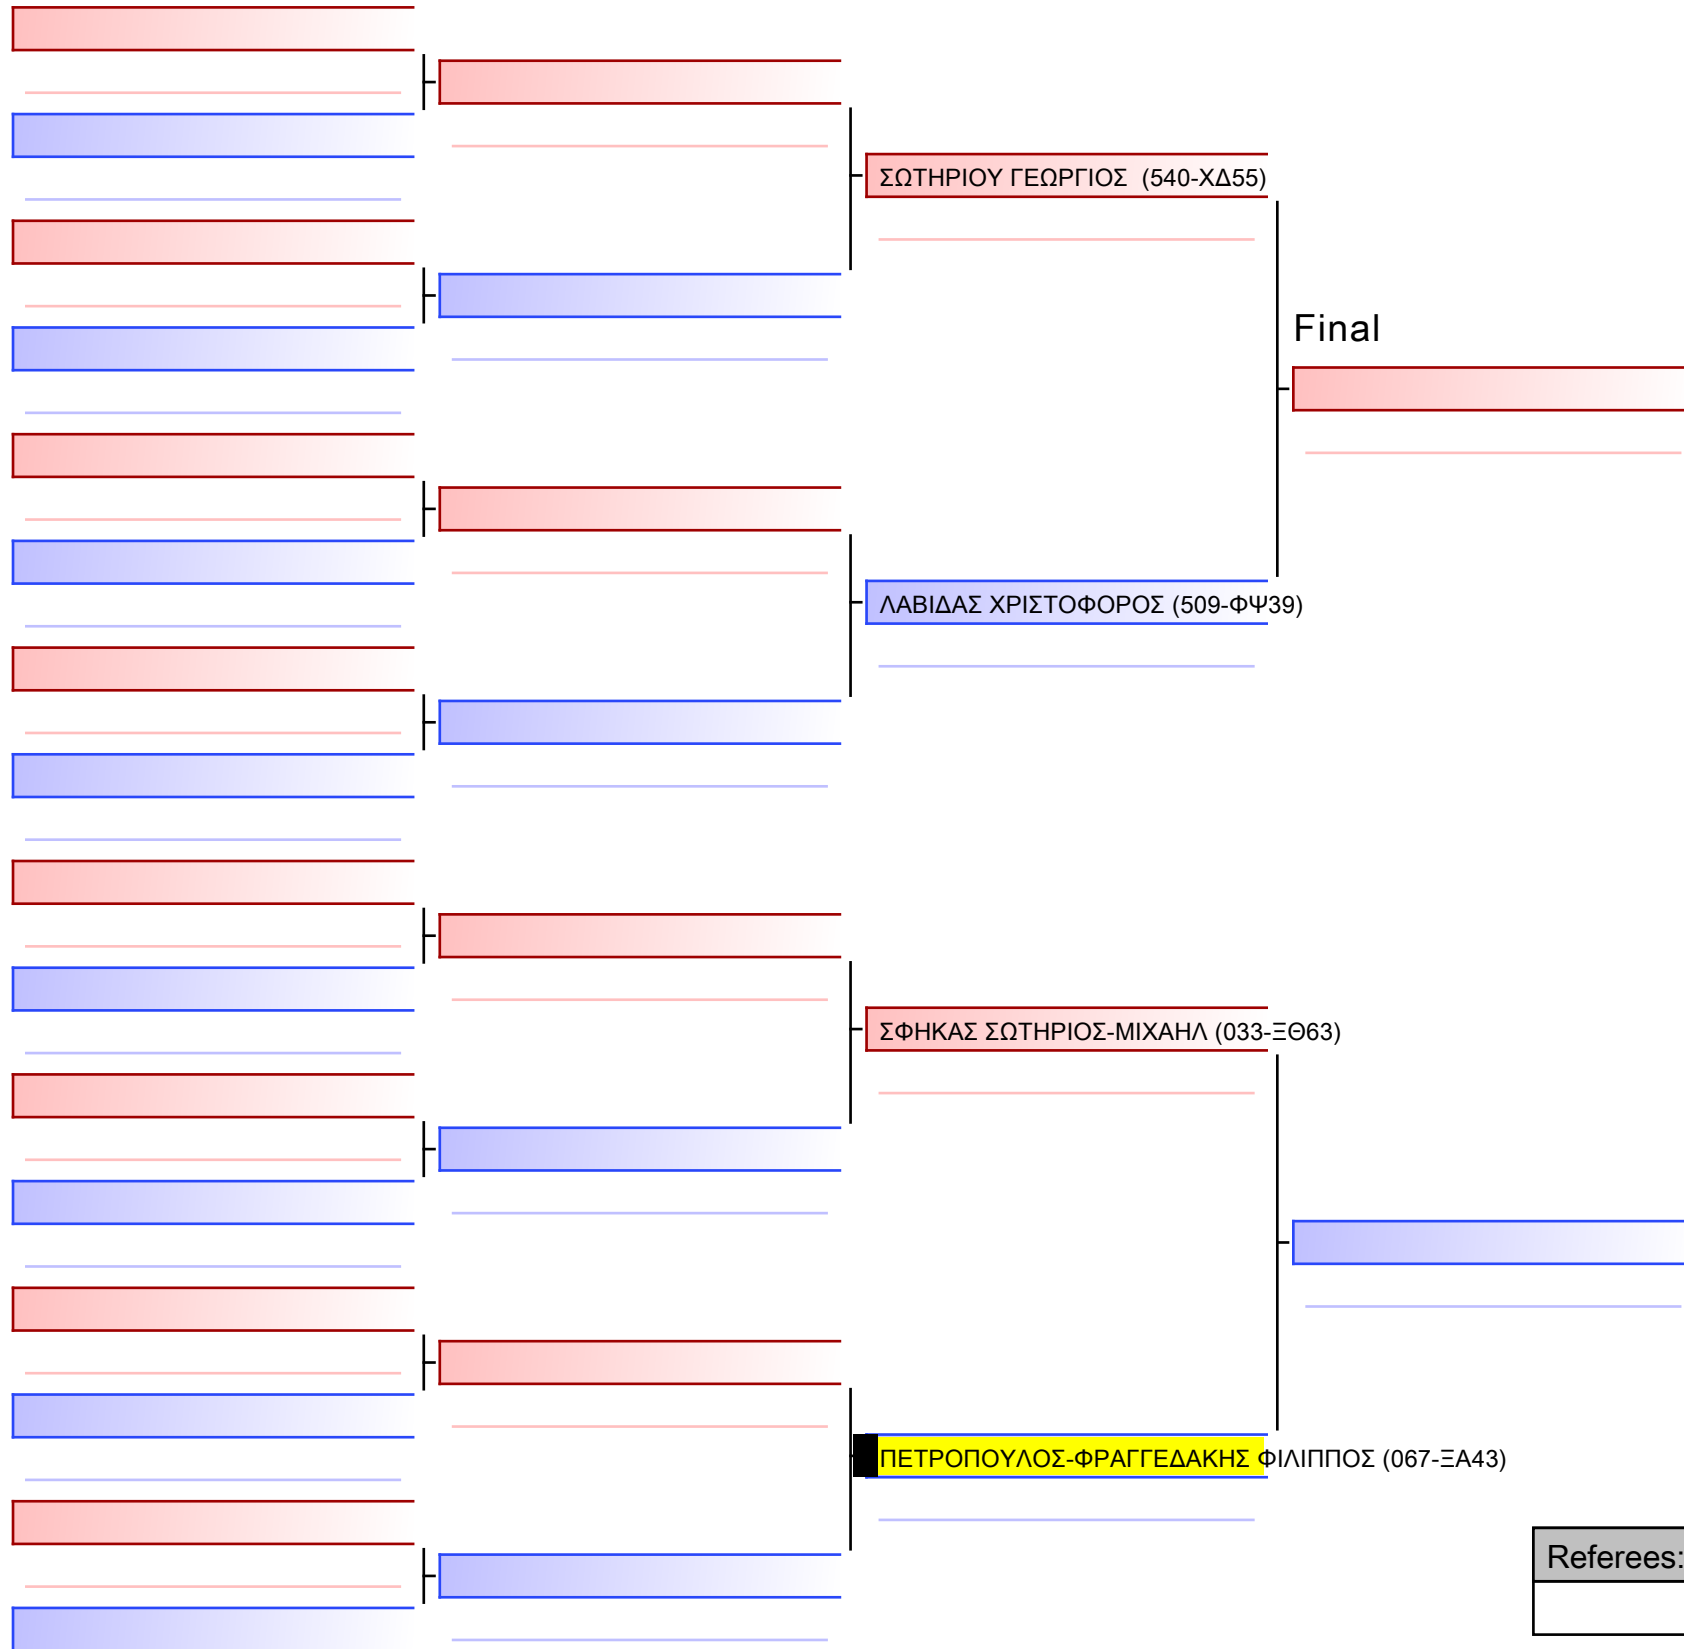 ΣΩΤΗΡΙΟΥ ΓΕΩΡΓΙΟΣ (540-ΧΔ55)
Final
ΛΑΒΙΔΑΣ ΧΡΙΣΤΟΦΟΡΟΣ (509-ΦΨ39)
ΣΦΗΚΑΣ ΣΩΤΗΡΙΟΣ-ΜΙΧΑΗΛ (033-ΞΘ63)
ΠΕΤΡΟΠΟΥΛΟΣ-ΦΡΑΓΓΕΔΑΚΗΣ ΦΙΛΙΠΠΟΣ (067-ΞΑ43)
Referees: